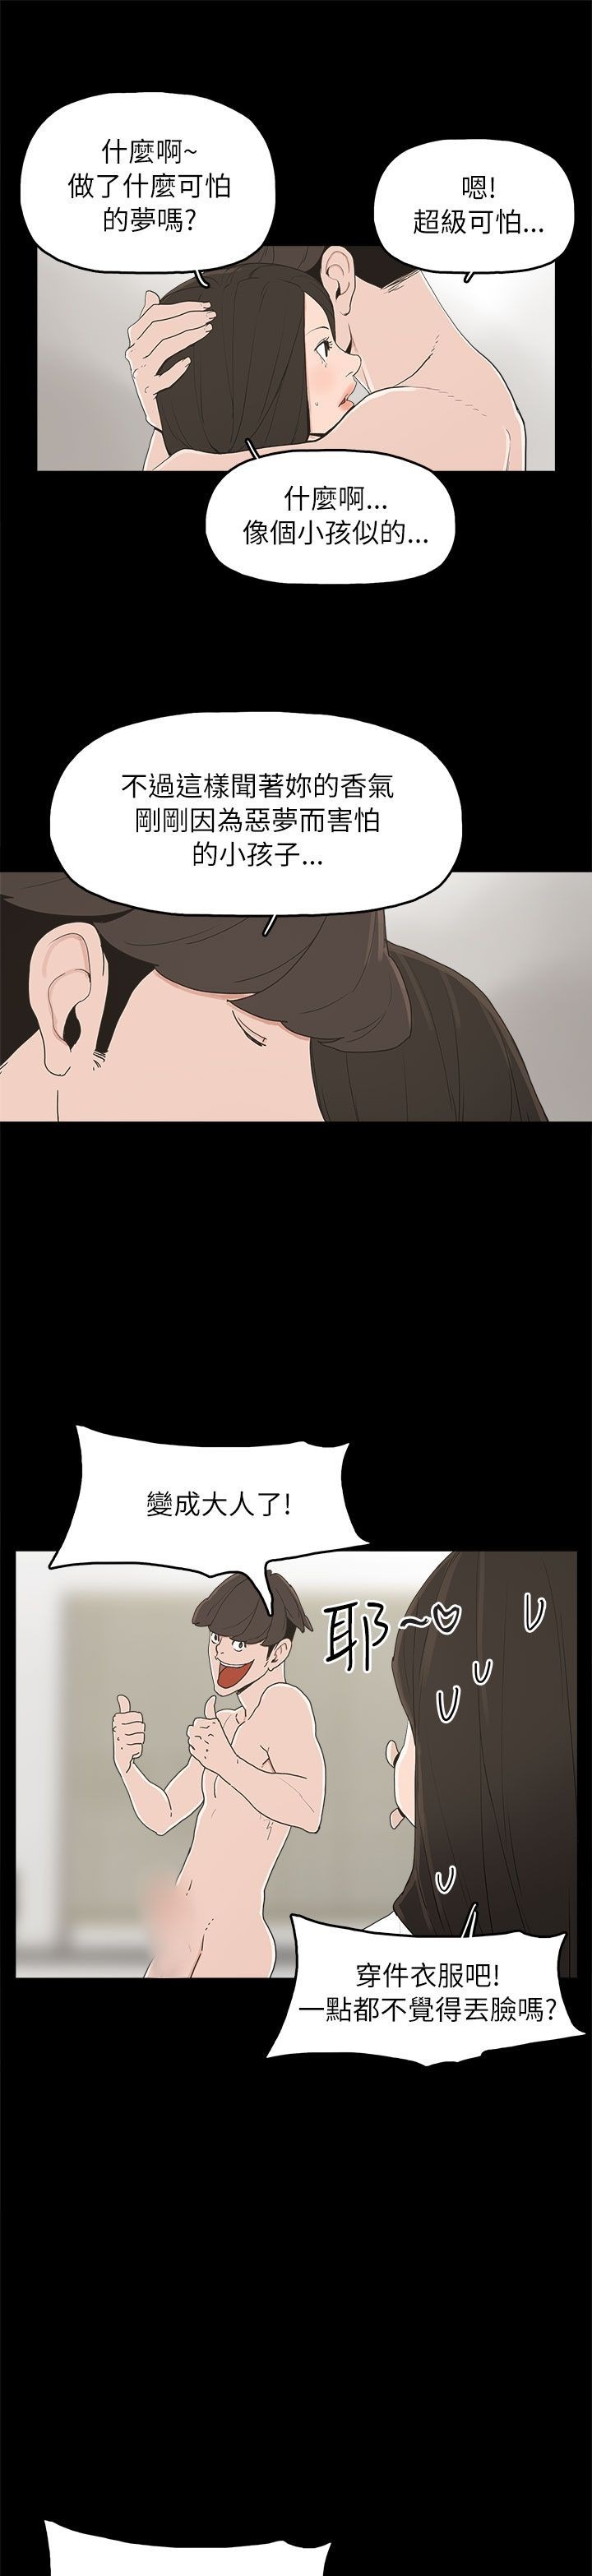 什麼啊~
做了什麼可怕
的夢嗎?
嗯!
超級可怕...
什麼啊...
像個小孩似的...
不過這樣聞著妳的香氣
剛剛因為惡夢而害怕
的小孩子...
變成大人了!
耶~♡
穿件衣服吧!
一點都不覺得丟臉嗎?